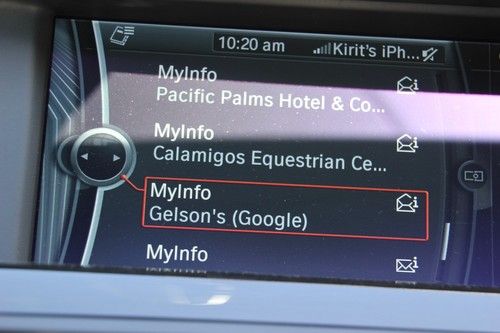 10:20 am Kirit's iPh...
MyInfo
Pacific Palms Hotel & Co...
MyInfo
Calamigos Equestrian Ce...
MyInfo
Gelson's (Google)
MyInfo